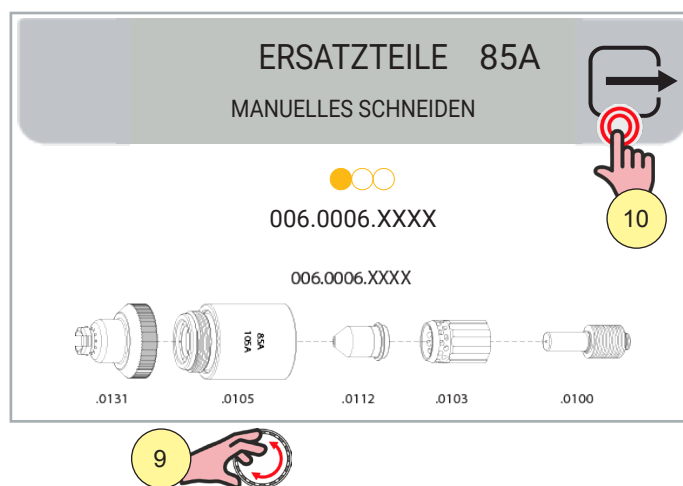 ERSATZTEILE 85A
MANUELLES SCHNEIDEN
10
006.0006.XXXX
006.0006.XXXX
85A
105A
.0131 .0105 .0112 .0103 .0100
9